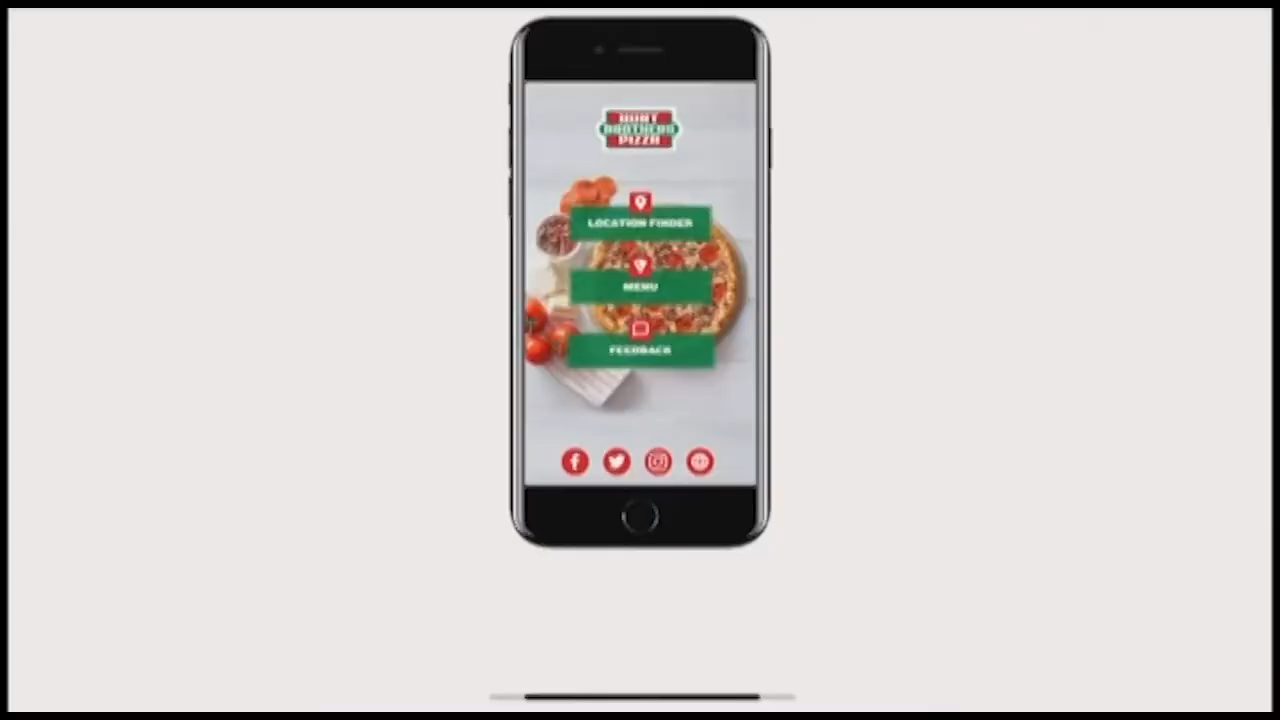 HUNT
BROTHERS
PIZZA
LOCATION FINDER
MENU
FEEDBACK